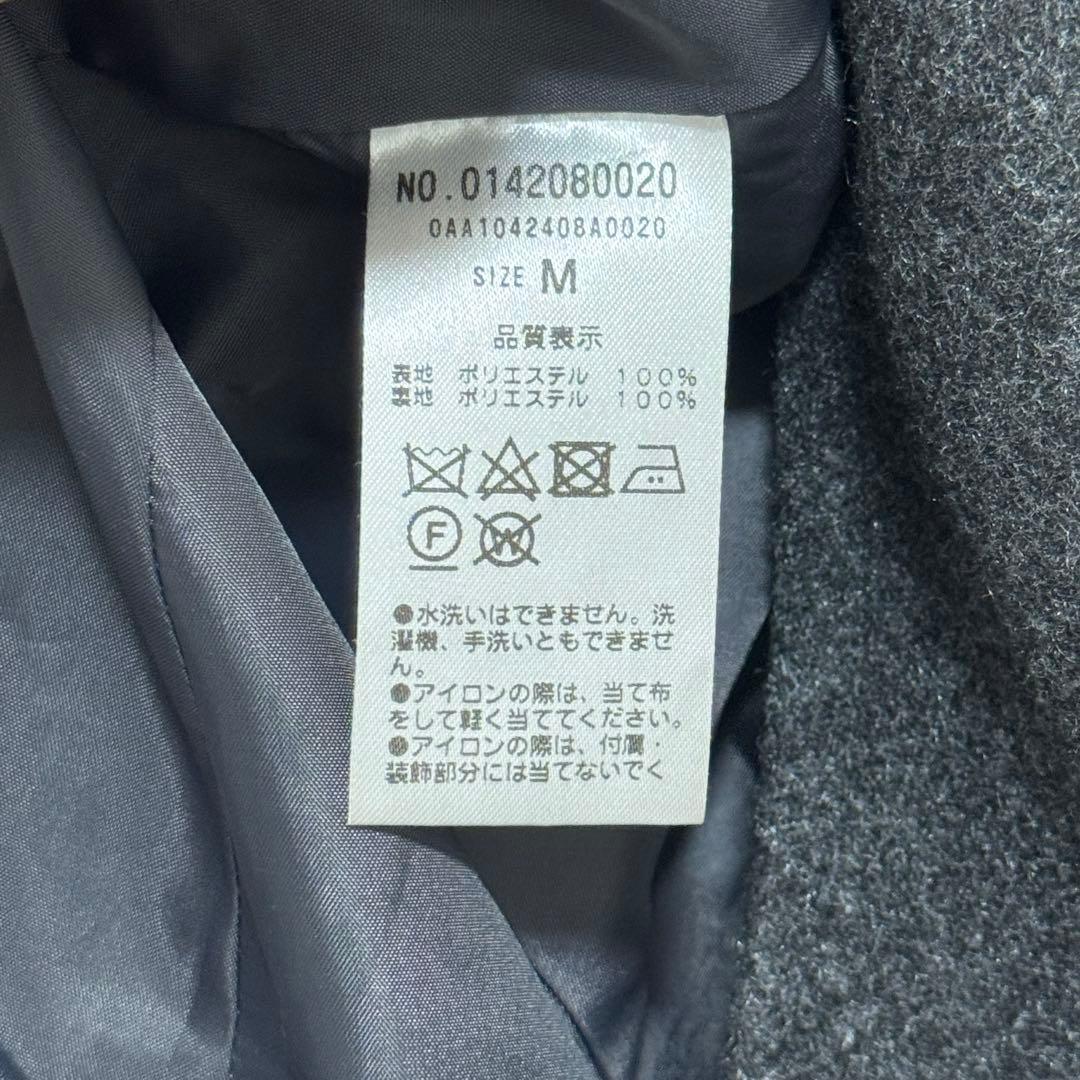 NO.0142080020
0AA1042408A0020
SIZE M
品質表示
表地 ポリエステル 100%
裏地 ポリエステル 100%
F W
●水洗いはできません。洗
濯機、手洗いともできませ
ん。
●アイロンの際は、当て布
をして軽く当ててください。
●アイロンの際は、付属・
装飾部分には当てないでく